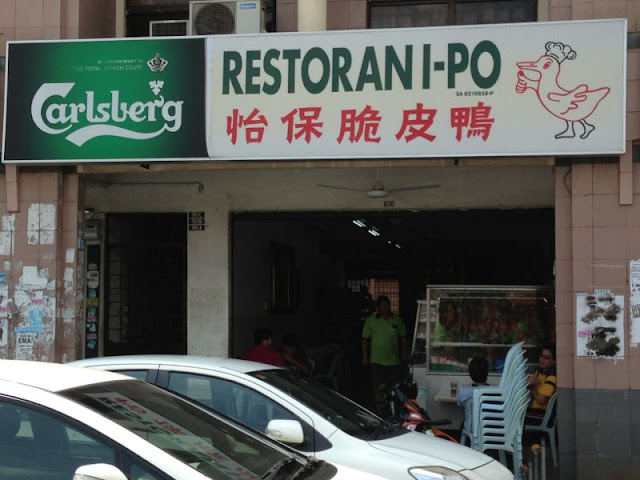 BY APPOINTMENT TO
THE ROYAL DANISH COURT
Carlsberg
RESTORAN I-PO
SA 0210858-P
怡保脆皮鴨